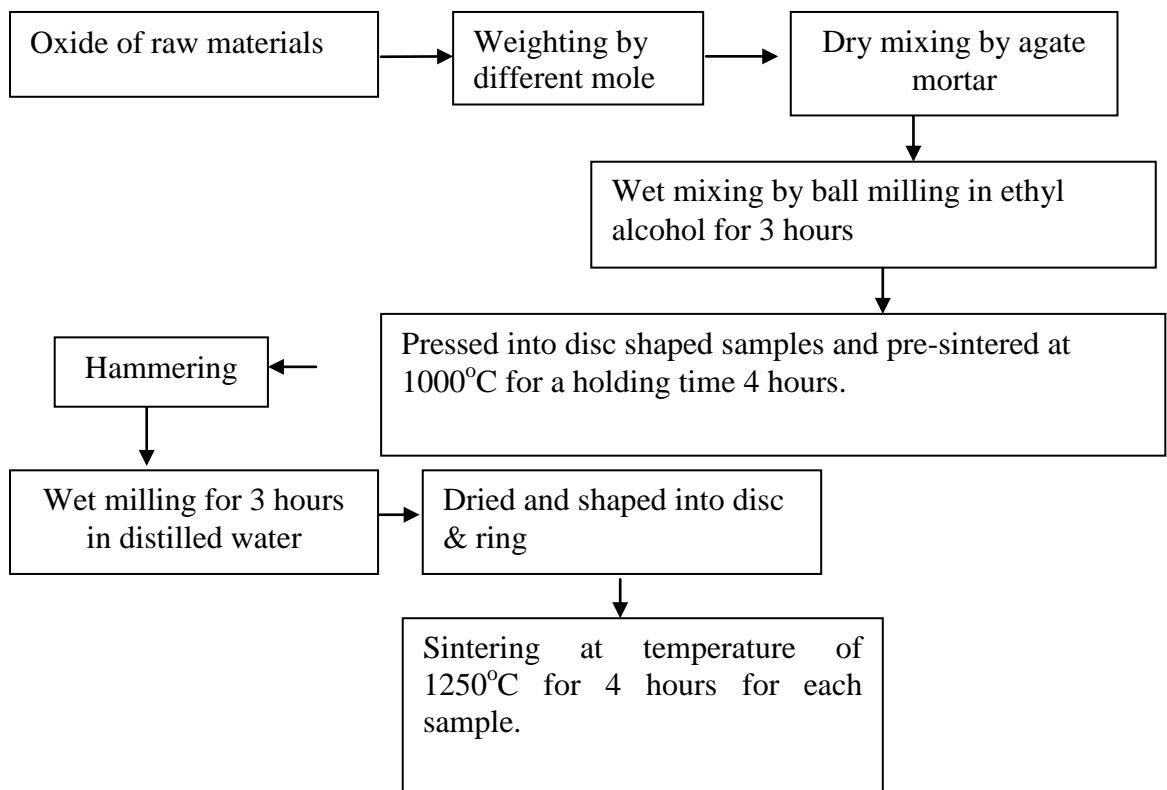 Oxide of raw materials
Weighting by
different mole
Dry mixing by agate
mortar
Wet mixing by ball milling in ethyl
alcohol for 3 hours
Pressed into disc shaped samples and pre-sintered at
1000°C for a holding time 4 hours.
Hammering
Wet milling for 3 hours
in distilled water
Dried and shaped into disc
& ring
Sintering at temperature of
1250°C for 4 hours for each
sample.